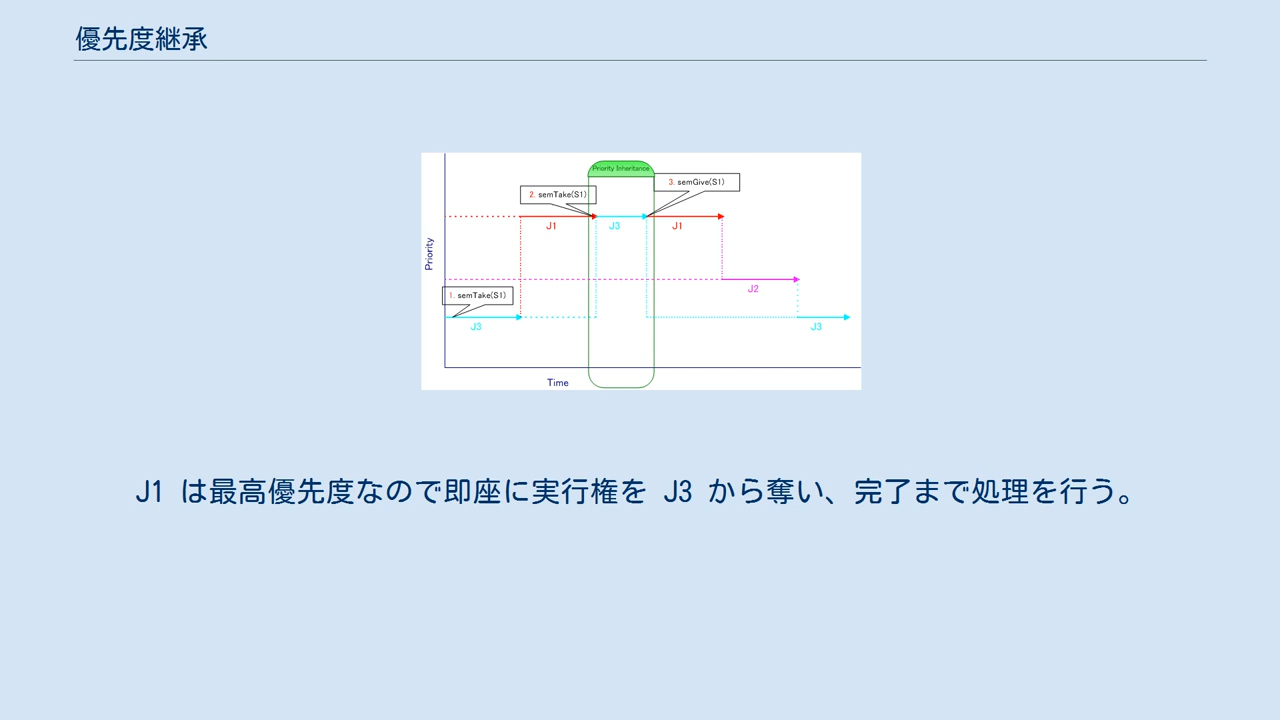 優先度継承
Priority Inheritance
3. semGive(S1)
2. semTake(S1)
J1
J3
J1
Priority
J2
1. semTake(S1)
J3
J3
Time
J1 は最高優先度なので即座に実行権を J3 から奪い、完了まで処理を行う。